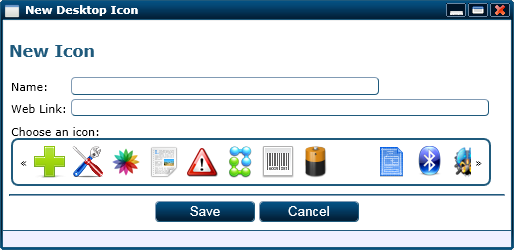 New Desktop Icon
New Icon
Name:
Web Link:
Choose an icon:
« »
Save Cancel